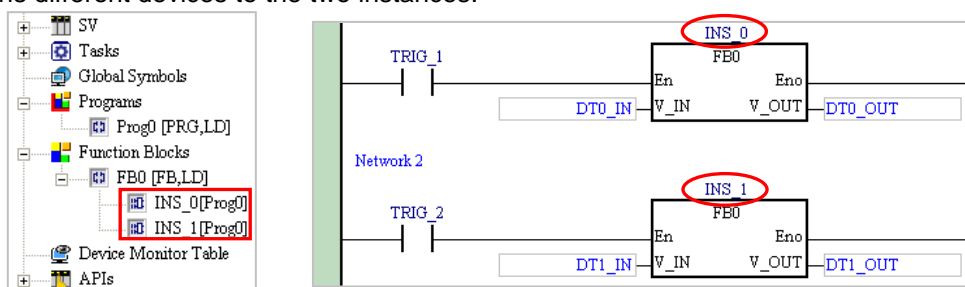 he different devices to the two instances.
SV
Tasks
Global Symbols
Programs
Prog0 [PRG,LD]
Function Blocks
FB0 [FB,LD]
INS_0[Prog0]
INS_1[Prog0]
Device Monitor Table
APIs
INS_0
TRIG_1
FB0
En Eno
DT0_IN V_IN V_OUT DT0_OUT
Network 2
INS_1
TRIG_2
FB0
En Eno
DT1_IN V_IN V_OUT DT1_OUT